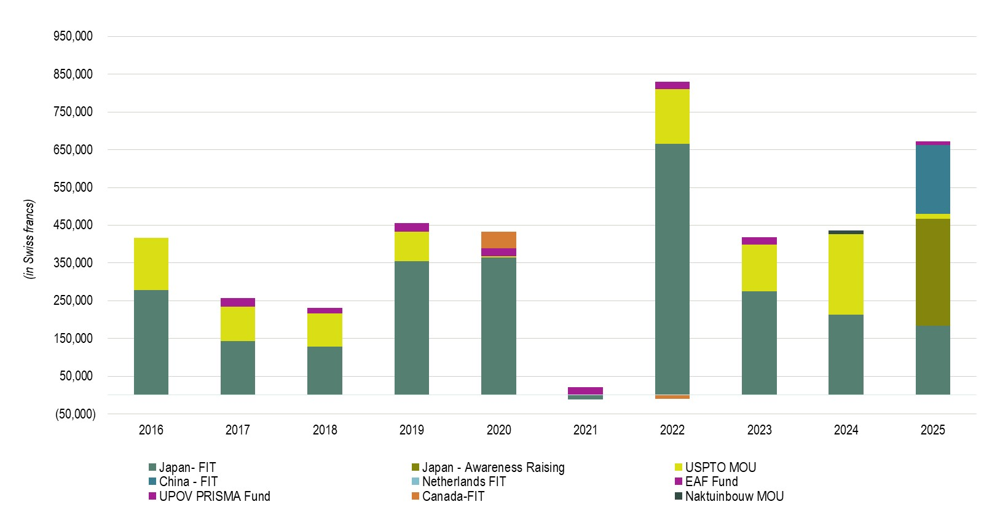 950,000
850,000
750,000
650,000
550,000
450,000
350,000
250,000
150,000
50,000
(50,000)
(in Swiss francs)
2016 2017 2018 2019 2020 2021 2022 2023 2024 2025
Japan- FIT Japan - Awareness Raising USPTO MOU
China - FIT Netherlands FIT EAF Fund
UPOV PRISMA Fund Canada-FIT Naktuinbouw MOU